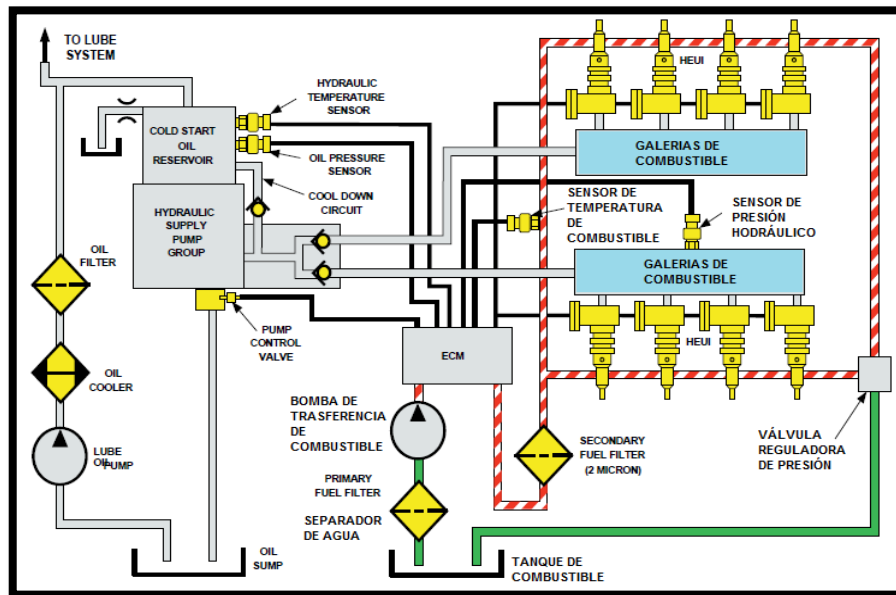 TO LUBE
SYSTEM
HYDRAULIC
TEMPERATURE
SENSOR
COLD START
OIL
RESERVOIR
OIL PRESSURE
SENSOR
COOL DOWN
CIRCUIT
HYDRAULIC
SUPPLY
PUMP
GROUP
OIL
FILTER
OIL
COOLER
LUBE
OIL PUMP
PUMP
CONTROL
VALVE
OIL
SUMP
HEUI
GALERIAS DE
COMBUSTIBLE
SENSOR DE
TEMPERATURA
DE
COMBUSTIBLE
SENSOR DE
PRESIÓN
HODRÁULICO
GALERIAS DE
COMBUSTIBLE
HEUI
ECM
BOMBA DE
TRASFERENCIA
DE
COMBUSTIBLE
PRIMARY
FUEL FILTER
SEPARADOR
DE AGUA
SECONDARY
FUEL FILTER
(2 MICRON)
VÁLVULA
REGULADORA
DE PRESIÓN
TANQUE DE
COMBUSTIBLE